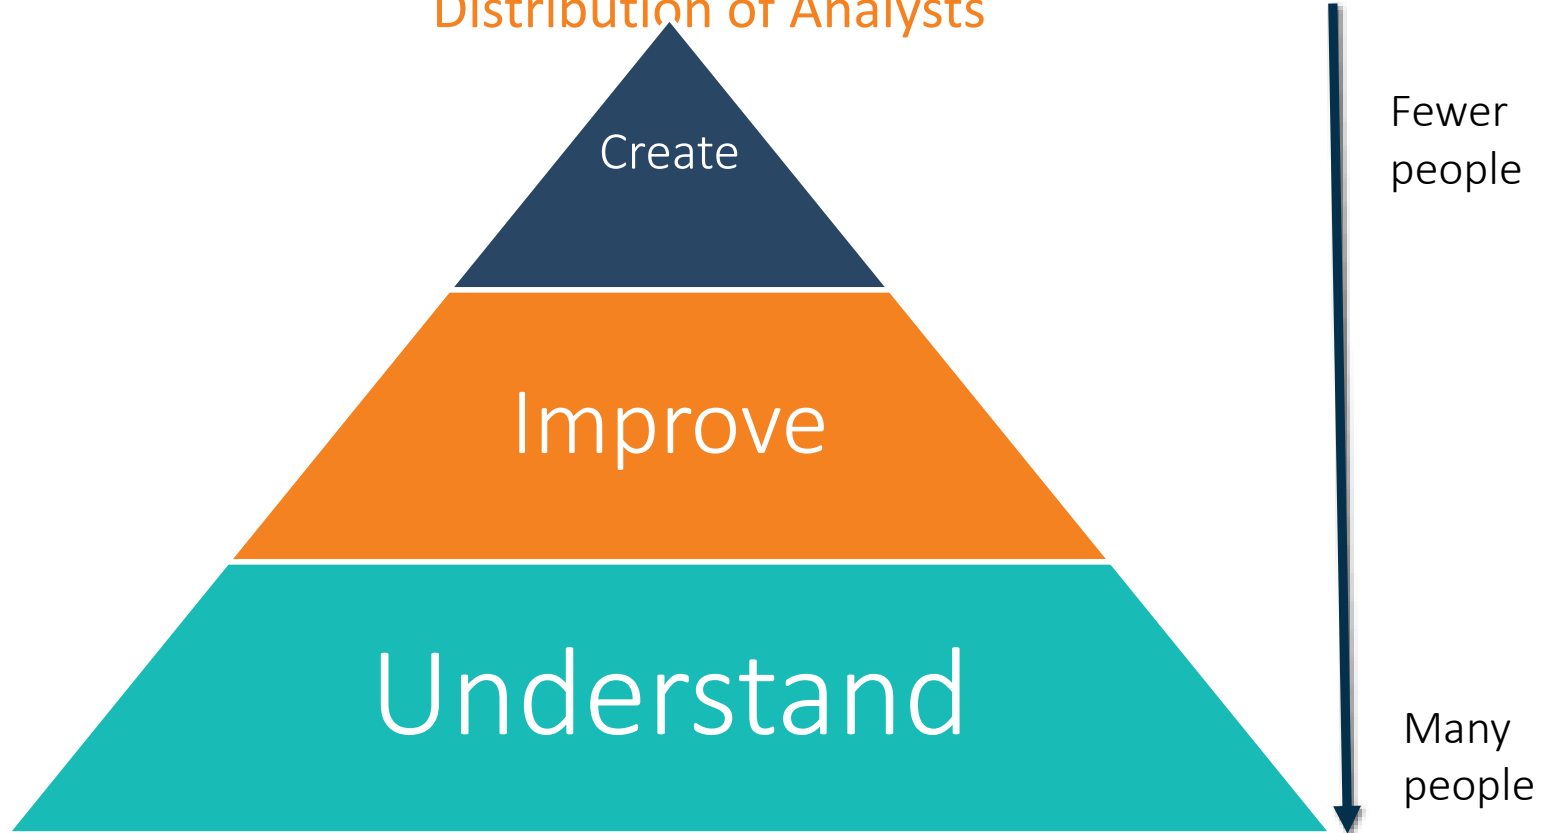 Distribution of Analysts
Create
Fewer
people
Improve
Understand
Many
people